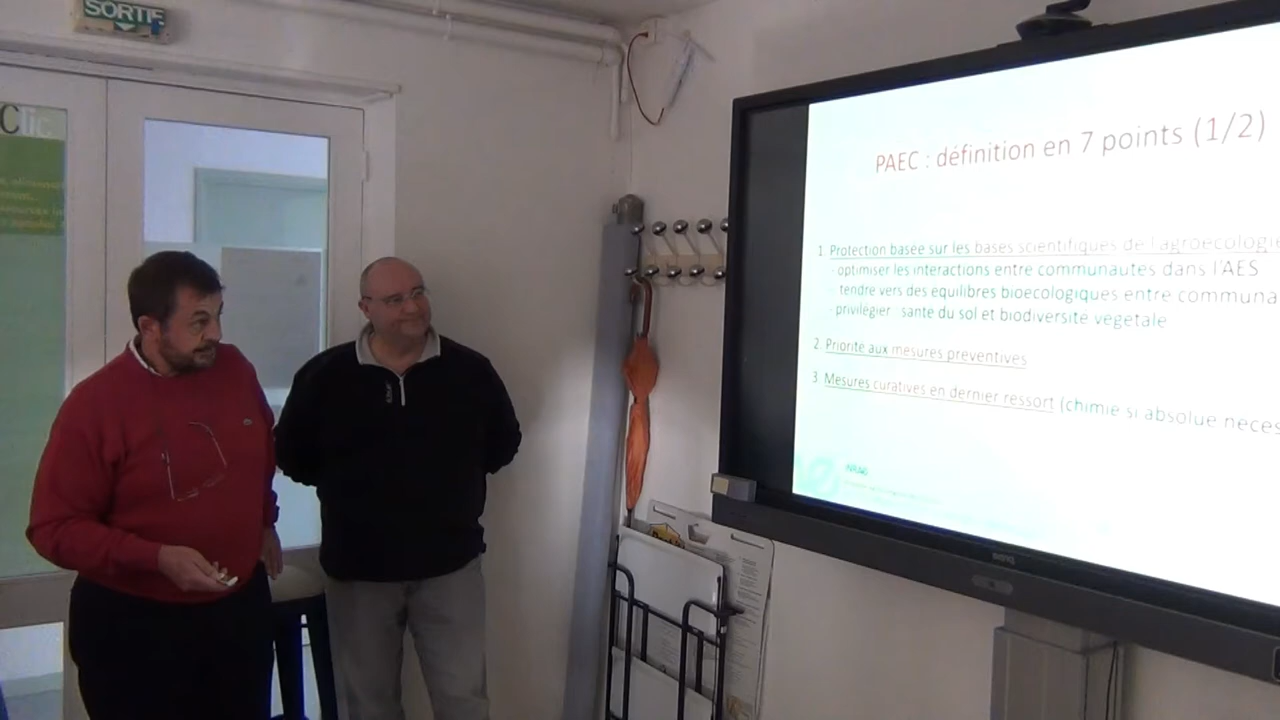 SORTIE
Clic
PAEC : définition en 7 points (1/2)
1. Protection basée sur les bases scientifiques de l'agroécologie
- optimiser les interactions entre communautés dans l'AES
- tendre vers des équilibres bioécologiques entre communa
- privilégier : santé du sol et biodiversité végétale
2. Priorité aux mesures préventives
3. Mesures curatives en dernier ressort (chimie si absolue néces
INRAE
BenQ